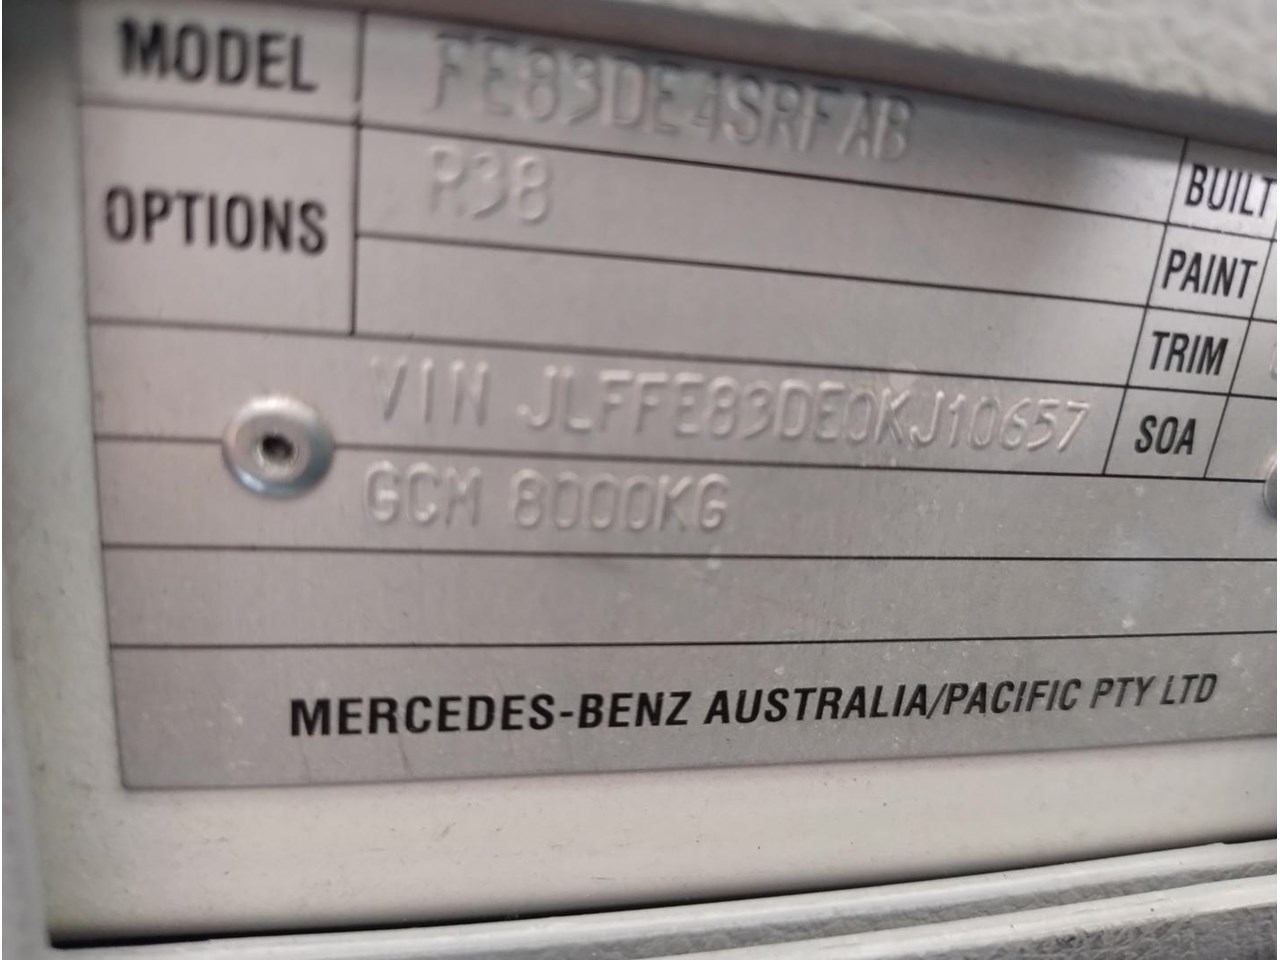 MODEL FE83DE4SRFAB
OPTIONS R38
BUILT
PAINT
TRIM
VIN JLFFE83DE0KJ10657
SOA
GCM 8000KG
MERCEDES-BENZ AUSTRALIA/PACIFIC PTY LTD